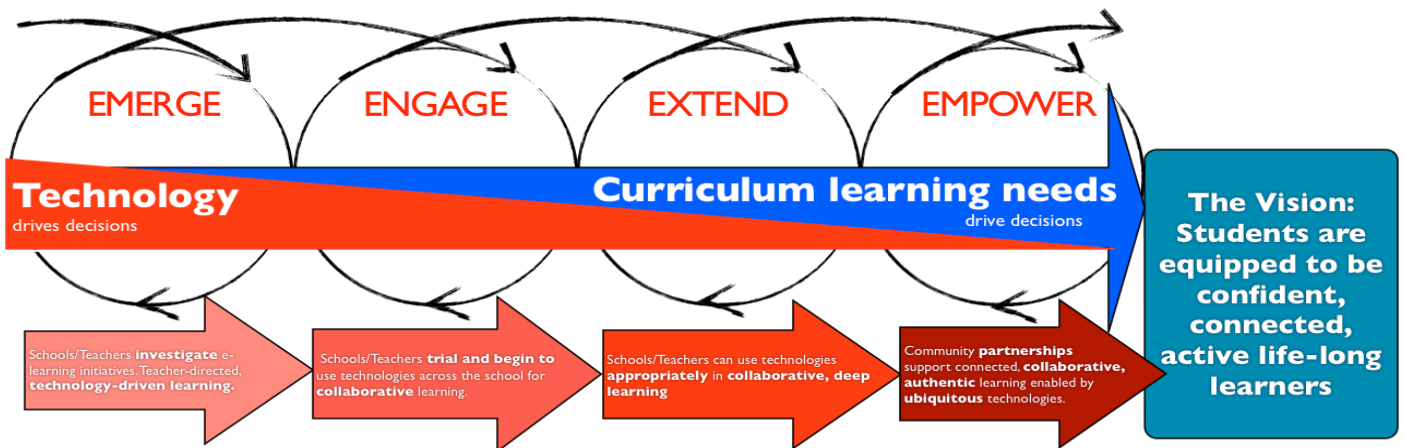 EMERGE
ENGAGE
EXTEND
EMPOWER
Technology
drives decisions
Curriculum learning needs
drive decisions
Schools/Teachers investigate e-
learning initiatives. Teacher-directed,
technology-driven learning.
Schools/Teachers trial and begin to
use technologies across the school for
collaborative learning.
Schools/Teachers can use technologies
appropriately in collaborative, deep
learning
Community partnerships
support connected, collaborative,
authentic learning enabled by
ubiquitous technologies.
The Vision:
Students are
equipped to be
confident,
connected,
active life-long
learners